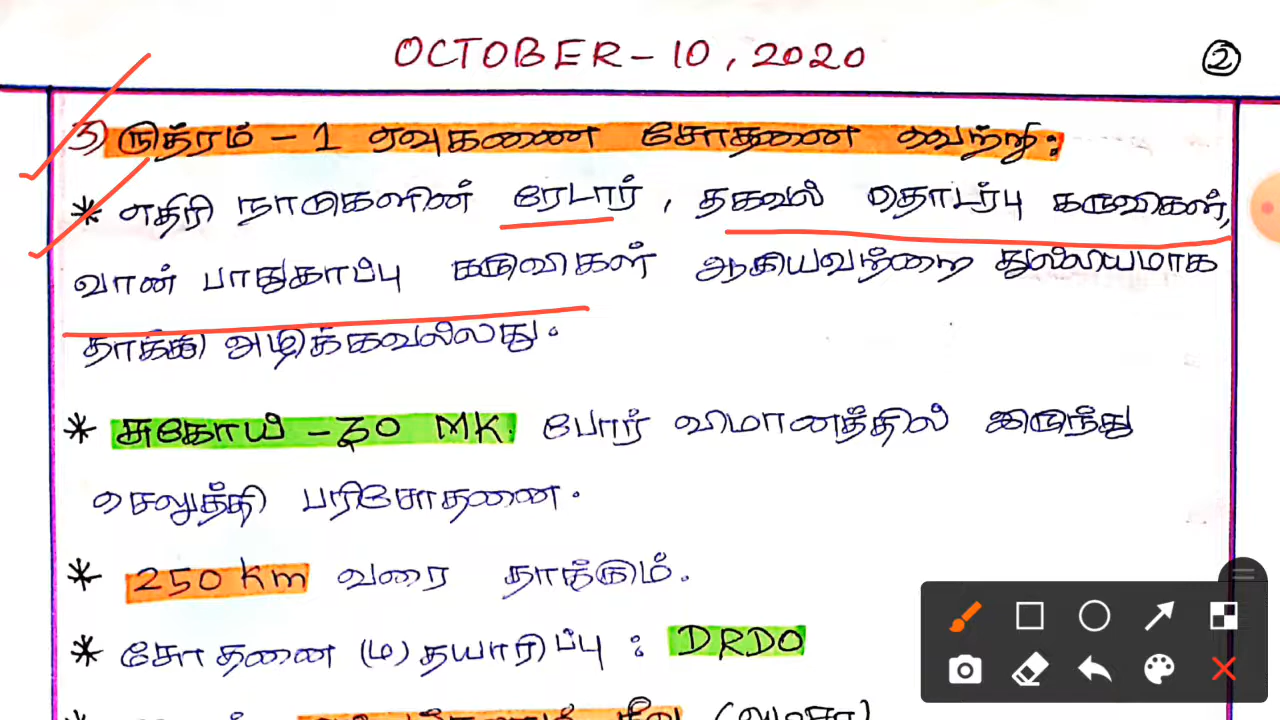 OCTOBER - 10, 2020
2
3) ருத்ரம் - 1 ஏவுகணை சோதனை வெற்றி:
* எதிரி நாடுகளின் ரேடார், தகவல் தொடர்பு கருவிகள்,
வான் பாதுகாப்பு கருவிகள் ஆகியவற்றை துல்லியமாக
தாக்கி அழிக்கவல்லது.
* சுகோய் - 30 MK போர் விமானத்தில் இருந்து
செலுத்தி பரிசோதனை.
* 250 km வரை தாக்கும்.
* சோதனை (ம) தயாரிப்பு : DRDO